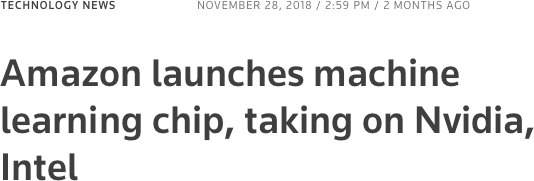 TECHNOLOGY NEWS NOVEMBER 28, 2018 / 2:59 PM / 2 MONTHS AGO
Amazon launches machine
learning chip, taking on Nvidia,
Intel